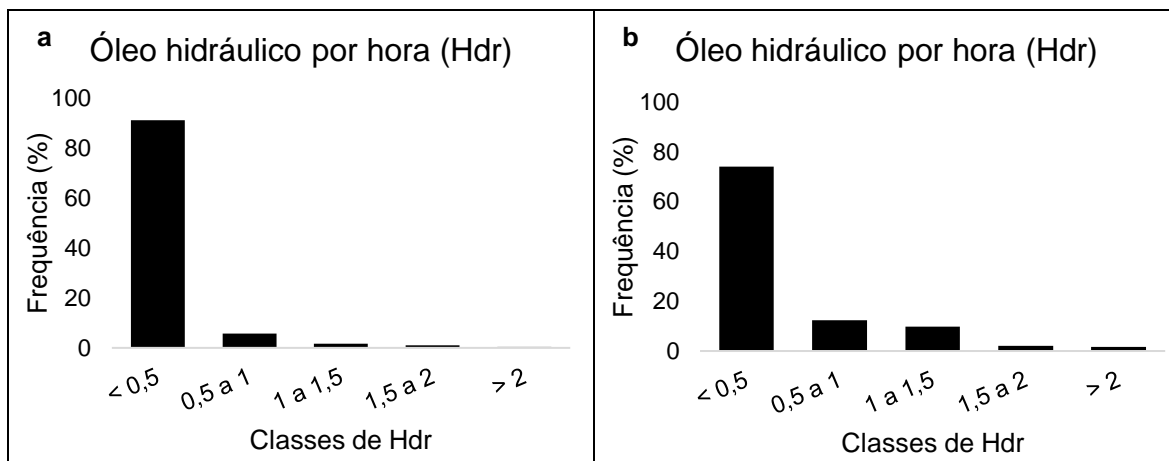 a
Óleo hidráulico por hora (Hdr)
Frequência (%)
100
80
60
40
20
0
< 0,5
0,5 a 1
1 a 1,5
1,5 a 2
> 2
Classes de Hdr
b
Óleo hidráulico por hora (Hdr)
Frequência (%)
100
80
60
40
20
0
< 0,5
0,5 a 1
1 a 1,5
1,5 a 2
> 2
Classes de Hdr